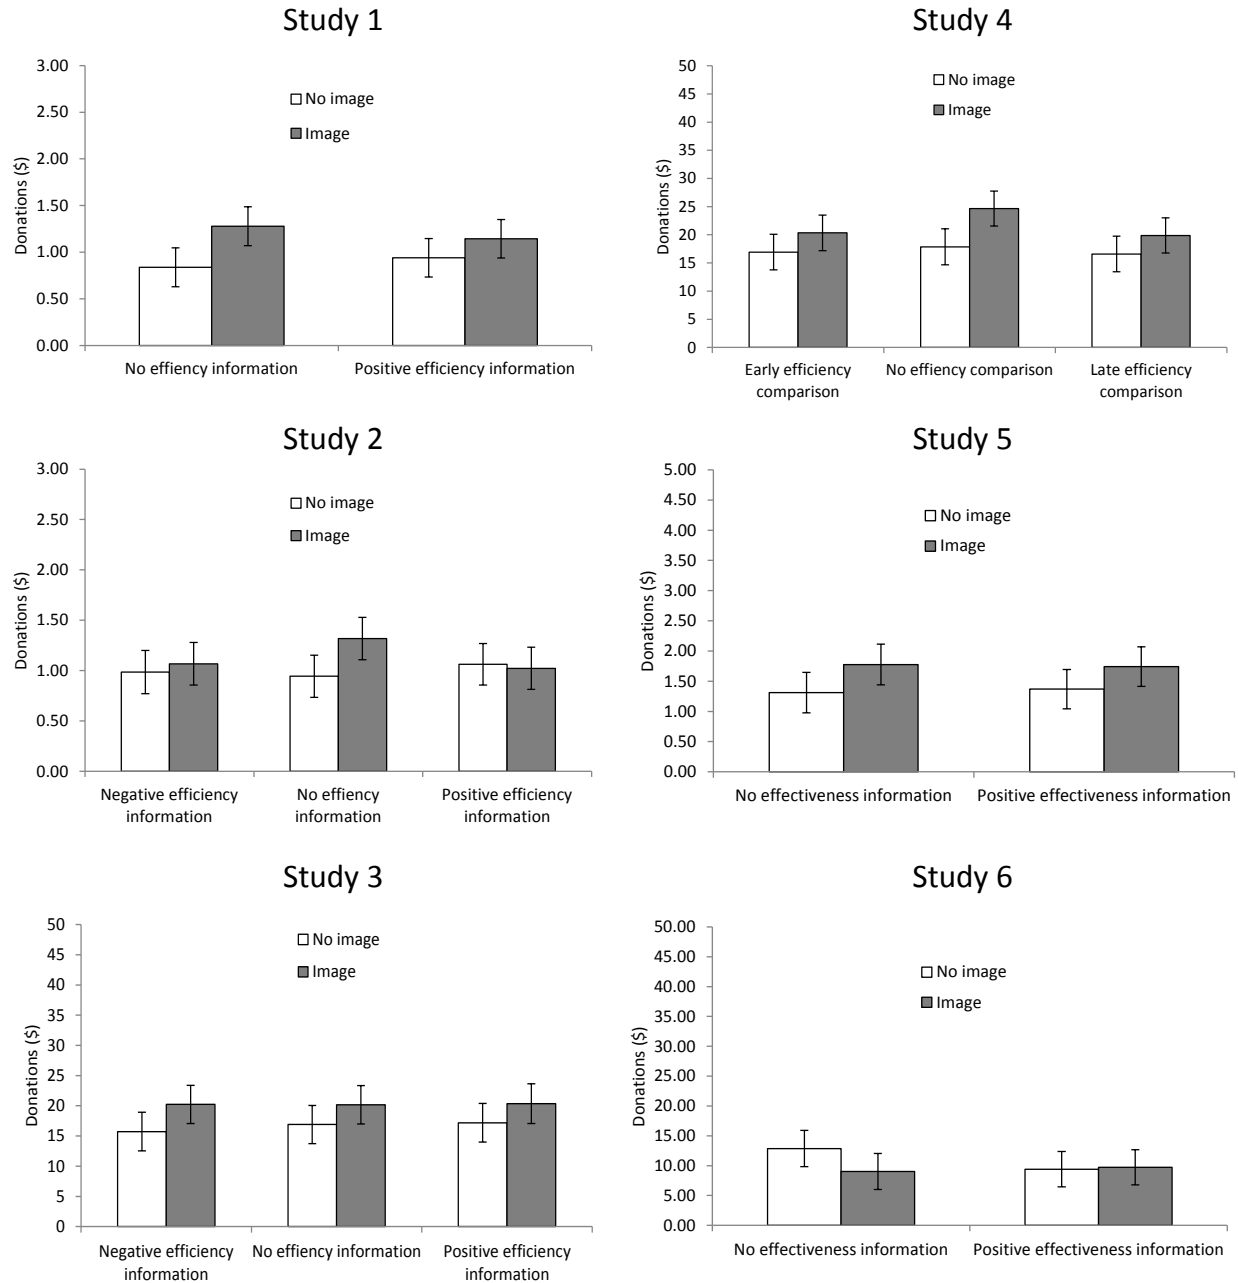 Study 1
3.00
2.50
2.00
1.50
1.00
0.50
0.00
Donations ($)
No image
Image
No effiency information
Positive efficiency information
Study 4
50
45
40
35
30
25
20
15
10
5
0
Donations ($)
No image
Image
Early efficiency
comparison
No effiency comparison
Late efficiency
comparison
Study 2
3.00
2.50
2.00
1.50
1.00
0.50
0.00
Donations ($)
No image
Image
Negative efficiency
information
No effiency
information
Positive efficiency
information
Study 5
5.00
4.50
4.00
3.50
3.00
2.50
2.00
1.50
1.00
0.50
0.00
Donations ($)
No image
Image
No effectiveness information
Positive effectiveness information
Study 3
50
45
40
35
30
25
20
15
10
5
0
Donations ($)
No image
Image
Negative efficiency
information
No effiency information
Positive efficiency
information
Study 6
50.00
45.00
40.00
35.00
30.00
25.00
20.00
15.00
10.00
5.00
0.00
Donations ($)
No image
Image
No effectiveness information
Positive effectiveness information